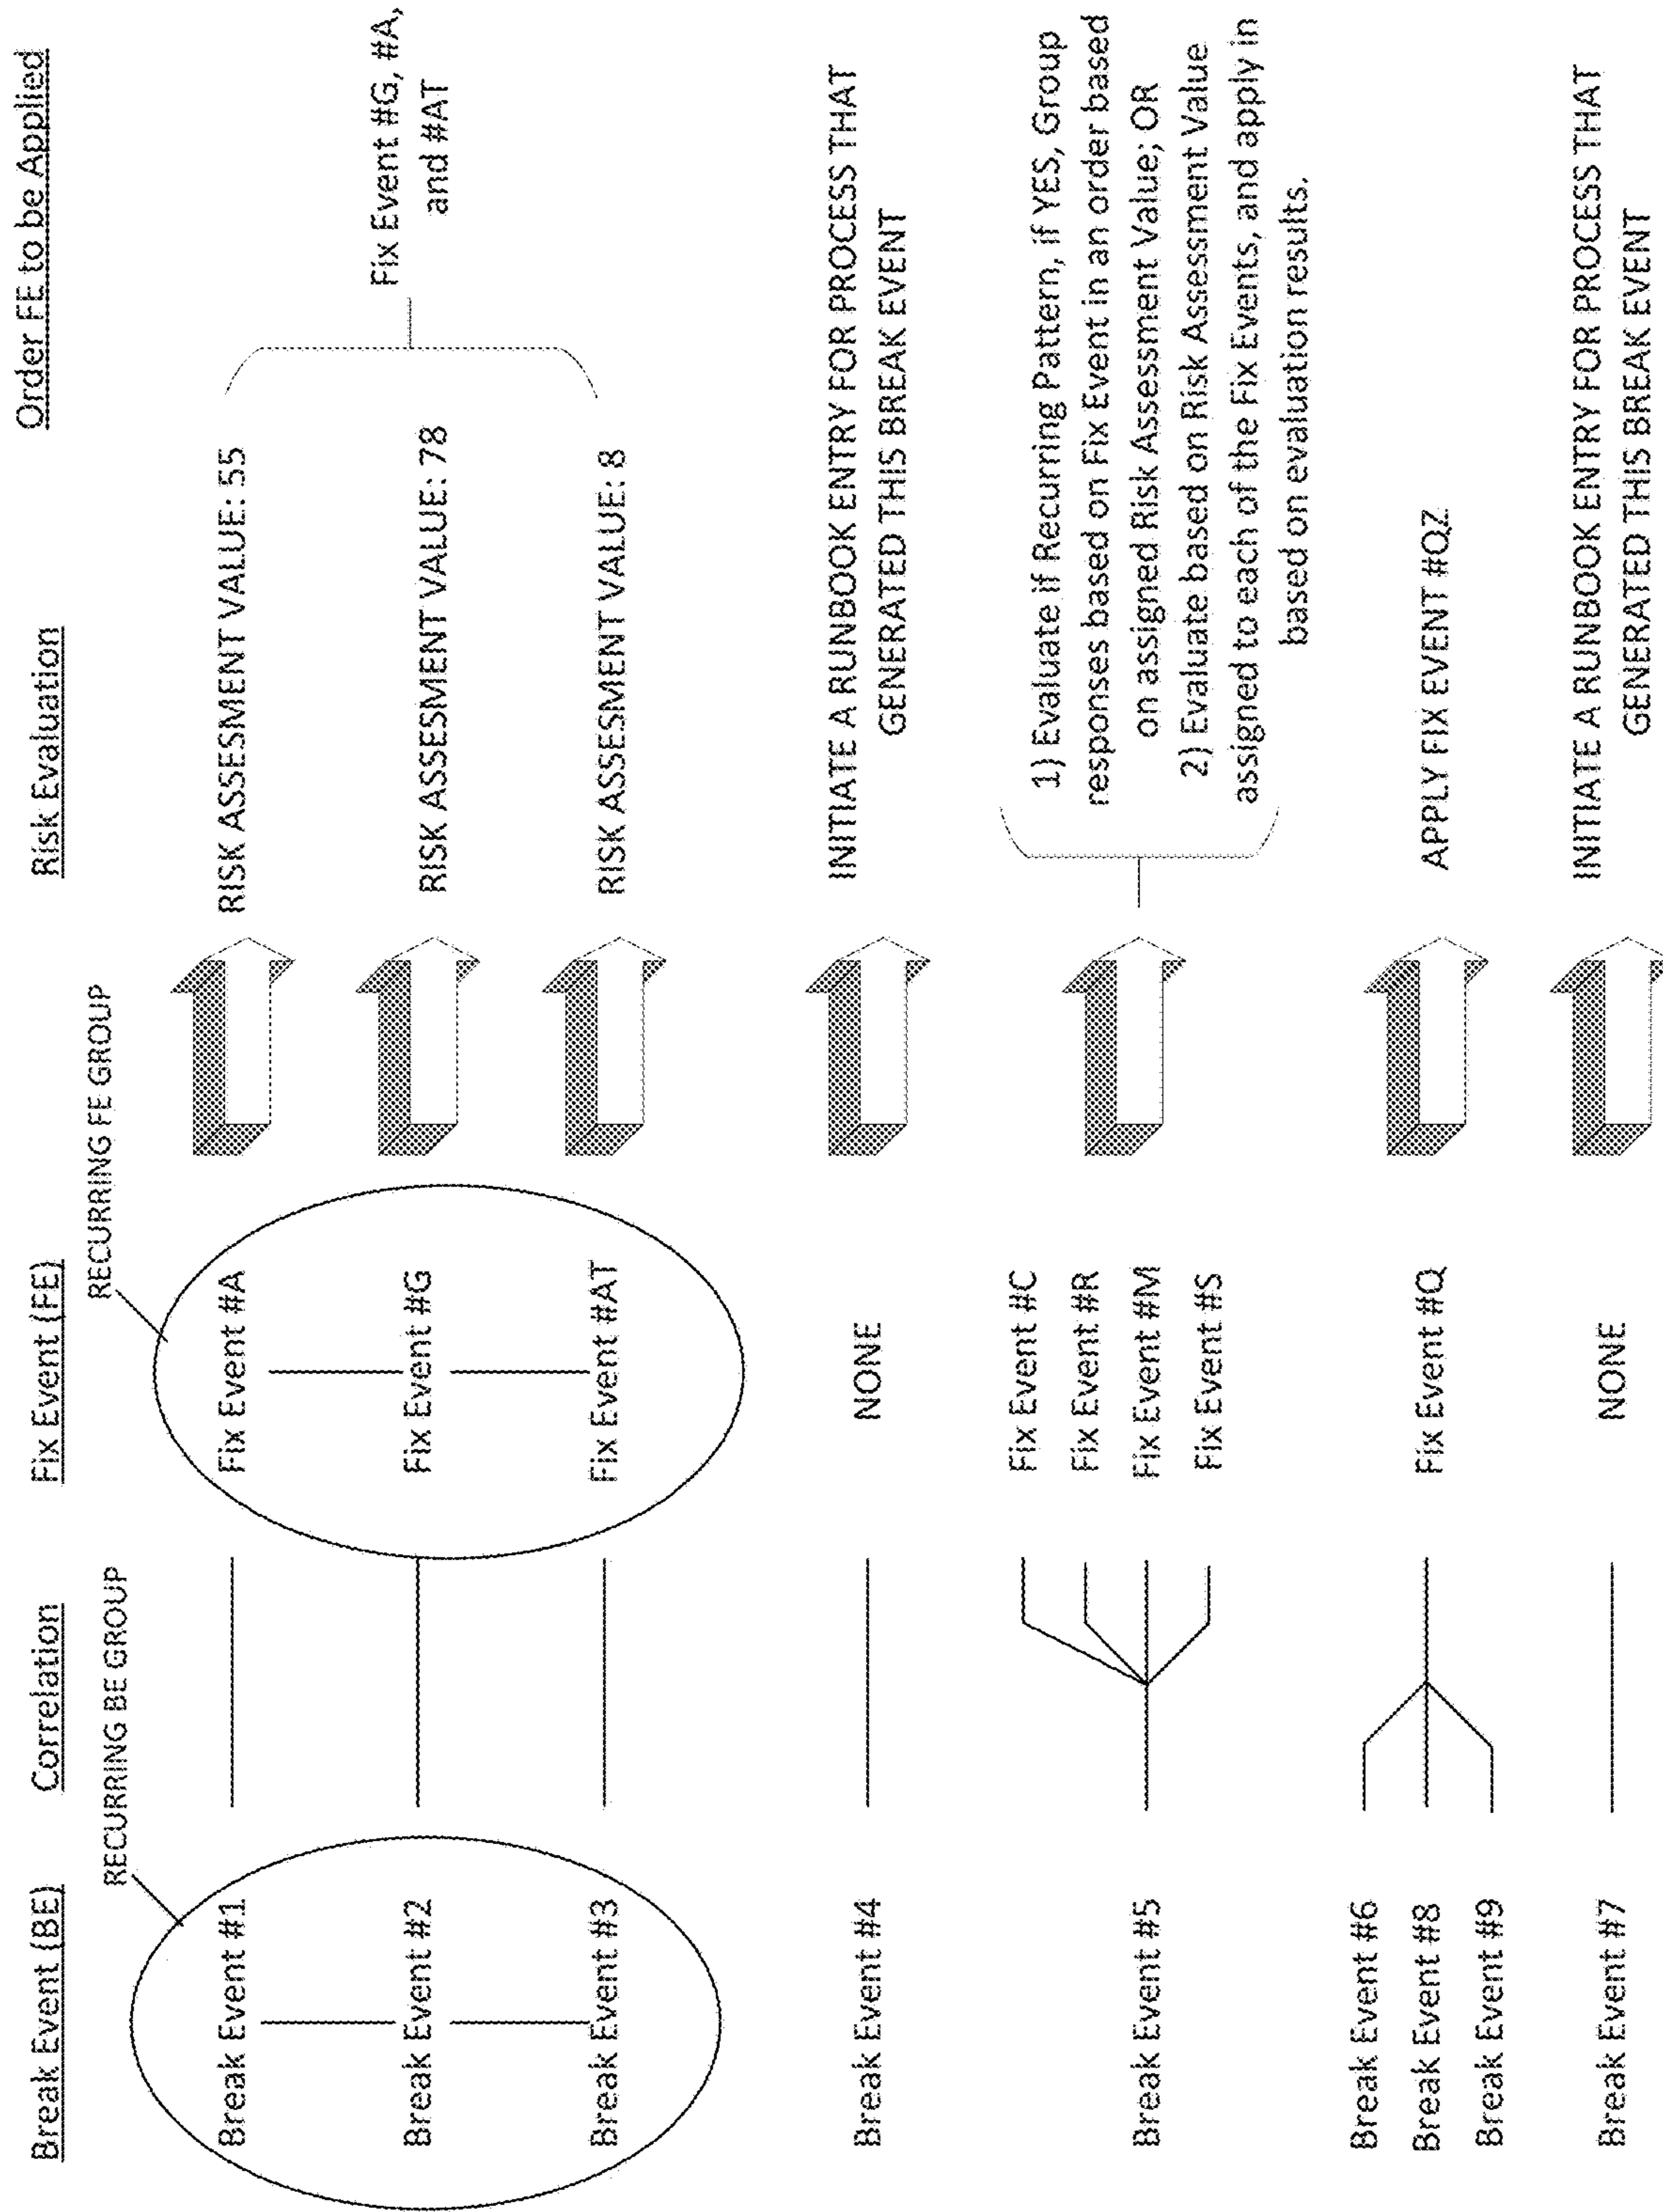 Break Event (BE)
Correlation
Fix Event (FE)
Risk Evaluation
Order FE to be Applied
RECURRING BE GROUP
RECURRING FE GROUP
Break Event #1
Fix Event #A
RISK ASSESMENT VALUE: 55
Break Event #2
Fix Event #G
RISK ASSESSMENT VALUE: 78
Break Event #3
Fix Event #AT
RISK ASSESSMENT VALUE: 8
Fix Event #G, #A,
and #AT
Break Event #4
NONE
INITIATE A RUNBOOK ENTRY FOR PROCESS THAT
GENERATED THIS BREAK EVENT
Break Event #5
Fix Event #C
Fix Event #R
Fix Event #M
Fix Event #S
1) Evaluate if Recurring Pattern, if YES, Group
responses based on Fix Event in an order based
on assigned Risk Assessment Value; OR
2) Evaluate based on Risk Assessment Value
assigned to each of the Fix Events, and apply in
based on evaluation results.
Break Event #6
Break Event #8
Break Event #9
Fix Event #Q
APPLY FIX EVENT #QZ
Break Event #7
NONE
INITIATE A RUNBOOK ENTRY FOR PROCESS THAT
GENERATED THIS BREAK EVENT